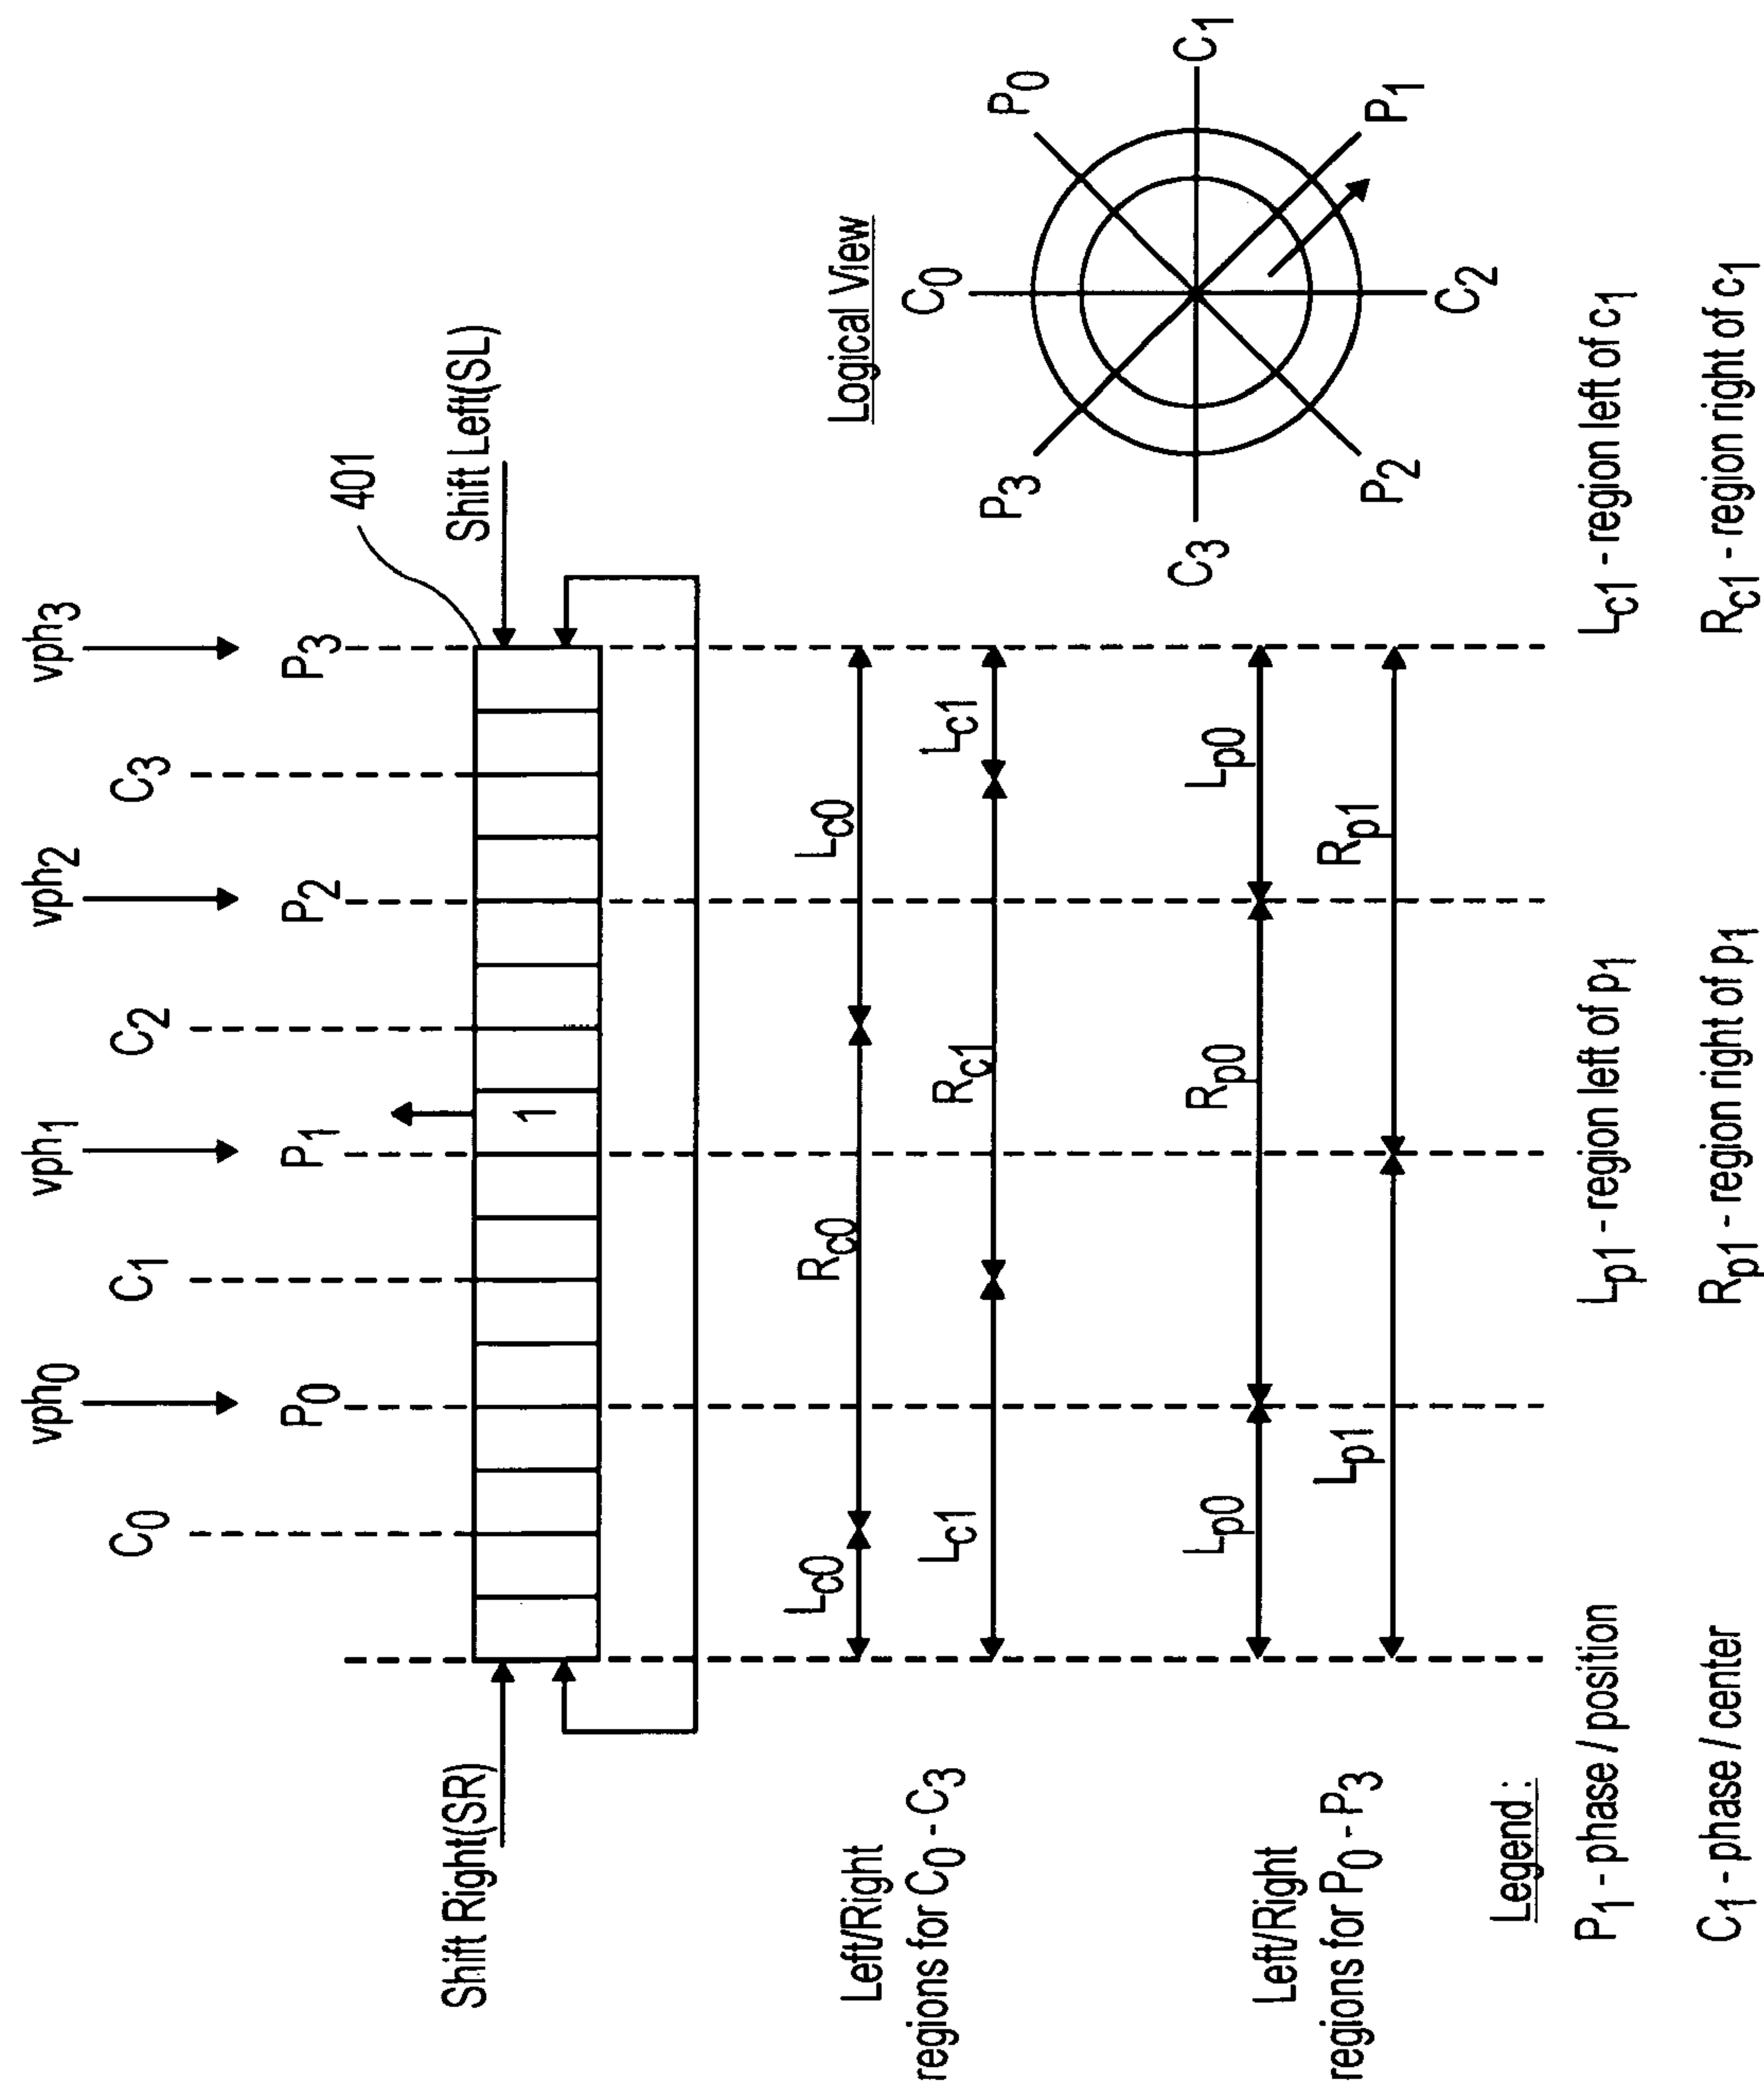 vph0 vph1 vph2 vph3
C0 C1 C2 C3
P0 P1 P2 P3
401
Shift Right(SR)
Shift Left(SL)
1
Left/Right
regions for C0 - C3
Lc0 Rc0 Lc0
Lc1 Rc1 Lc1
Left/Right
regions for P0 - P3
Lp0 Rp0 Lp0
Lp1 Rp1
Logical View
C0
P3 P0
C3 C1
P2 P1
C2
Legend :
P1 - phase / position
Lp1 - region left of p1
Lc1 - region left of c1
C1 - phase / center
Rp1 - region right of p1
Rc1 - region right of c1